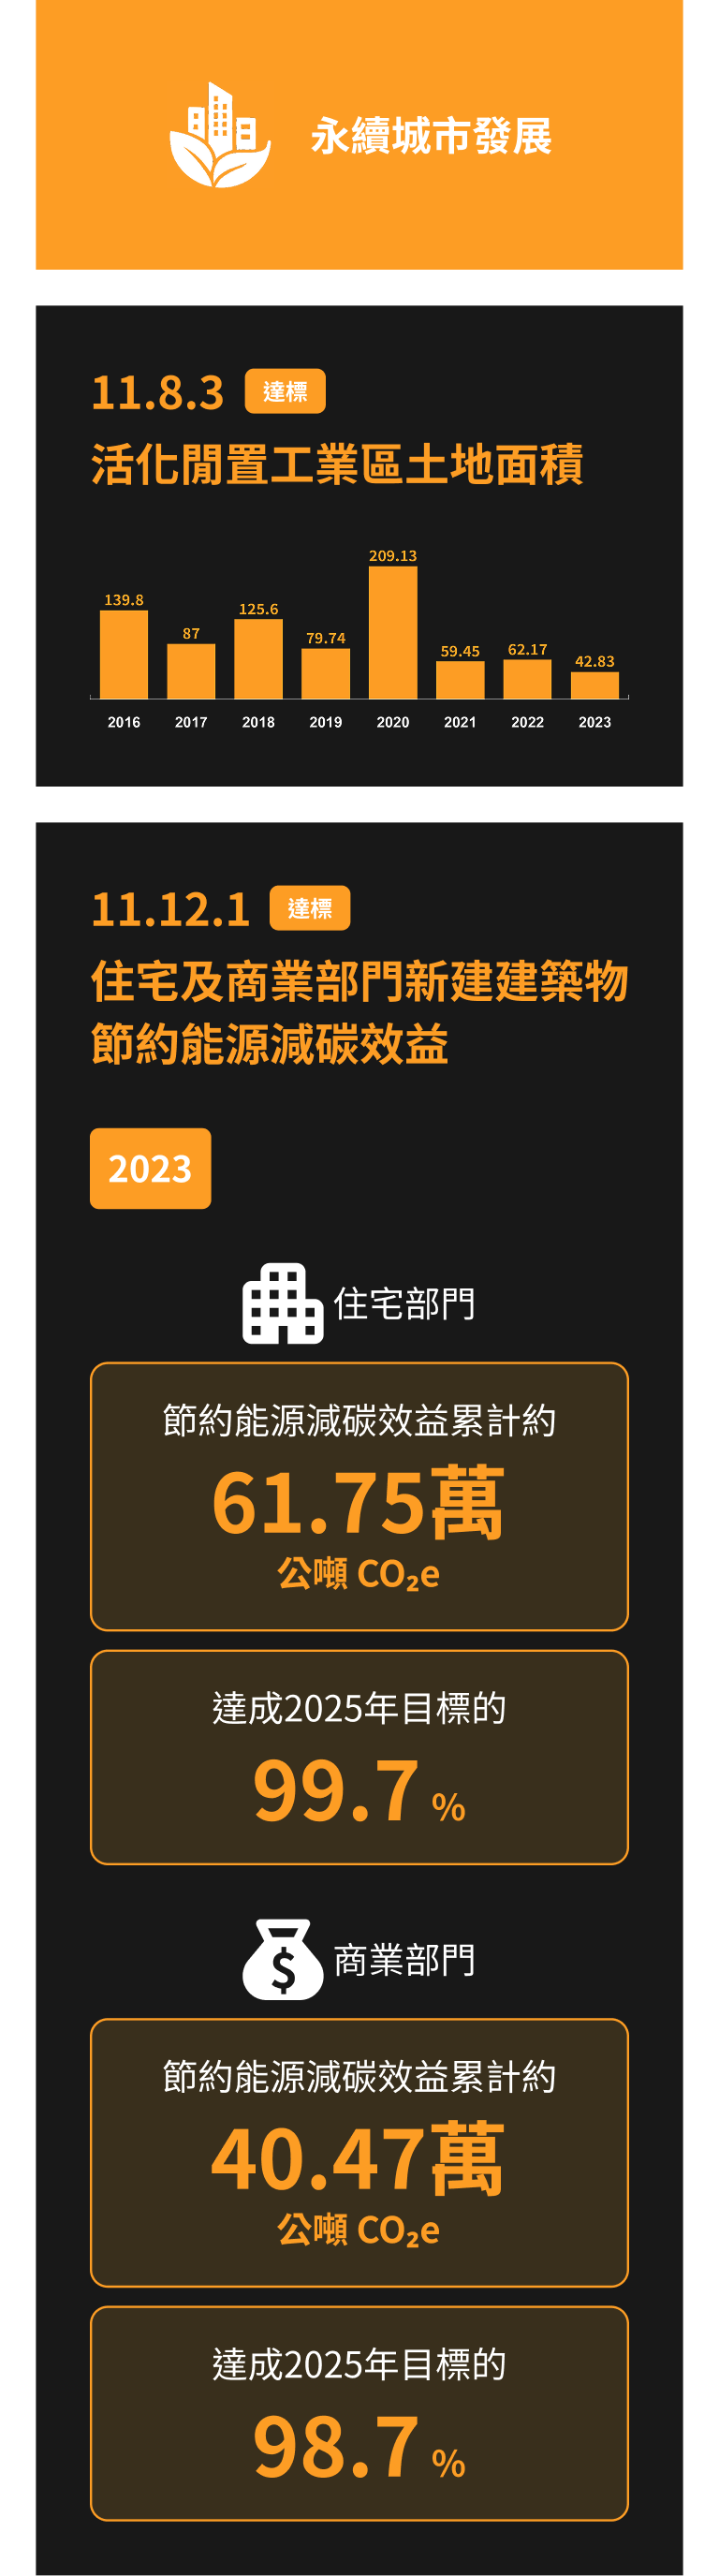 永續城市發展
11.8.3 達標
活化閒置工業區土地面積
139.8 87 125.6 79.74 209.13 59.45 62.17 42.83
2016 2017 2018 2019 2020 2021 2022 2023
11.12.1 達標
住宅及商業部門新建建築物
節約能源減碳效益
2023
住宅部門
節約能源減碳效益累計約
61.75萬
公噸 CO₂e
達成2025年目標的
99.7 %
$ 商業部門
節約能源減碳效益累計約
40.47萬
公噸 CO₂e
達成2025年目標的
98.7 %